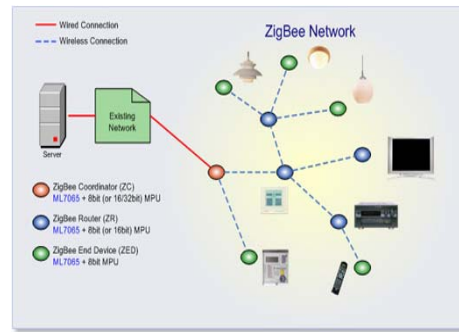 Wired Connection
Wireless Connection
ZigBee Network
Existing
Network
Server
ZigBee Coordinator (ZC)
ML7065 + 8bit (or 16/32bit) MPU
ZigBee Router (ZR)
ML7065 + 8bit (or 16bit) MPU
ZigBee End Device (ZED)
ML7065 + 8bit MPU